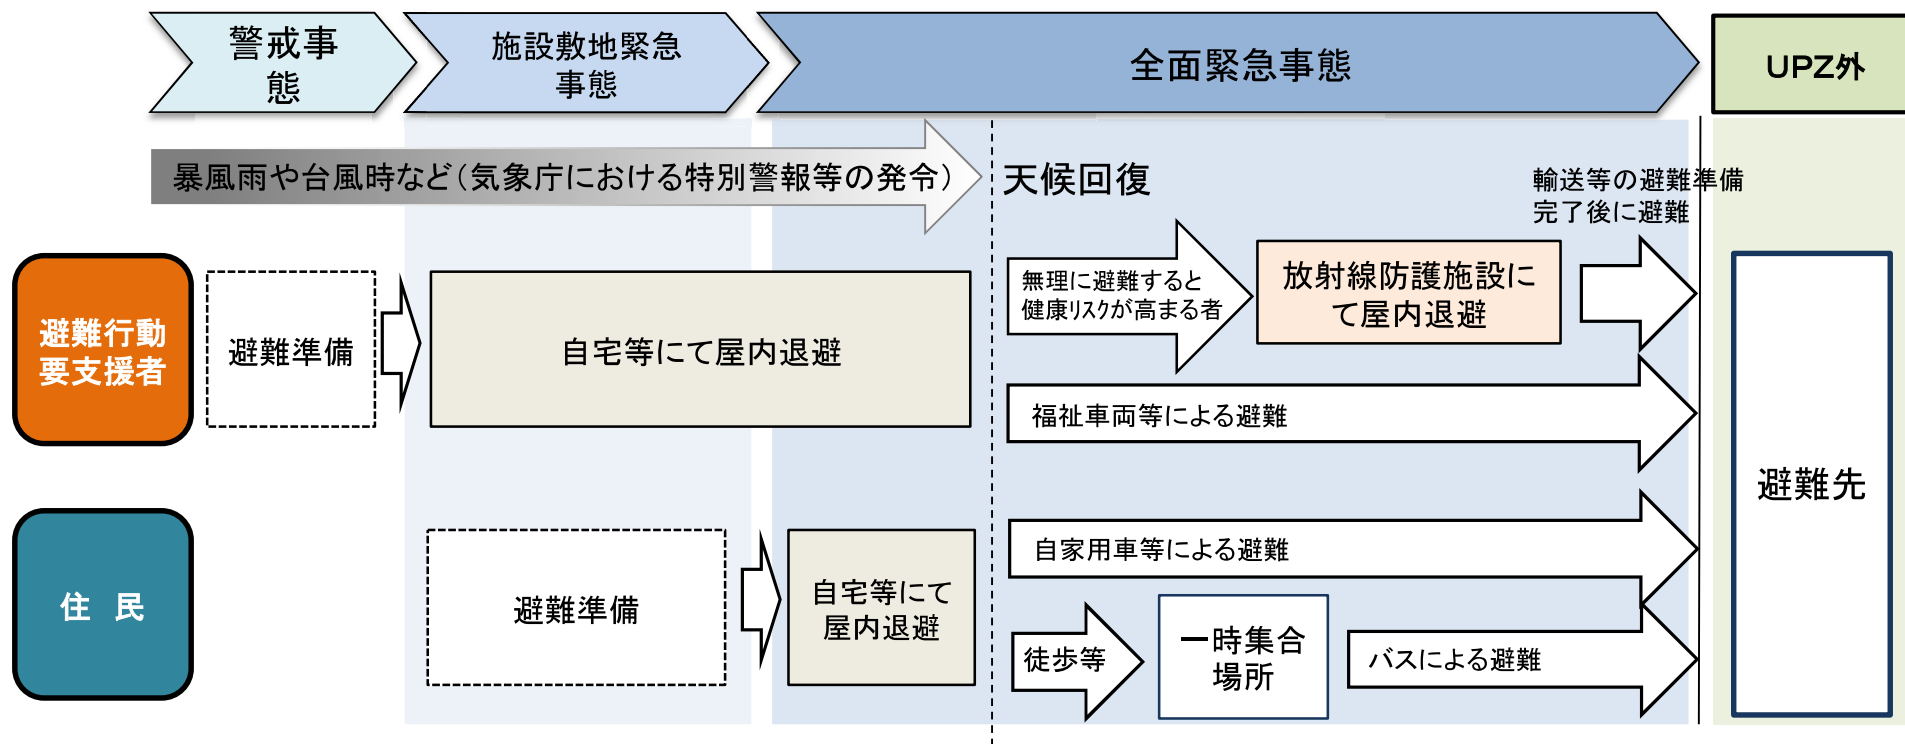 警戒事
態
施設敷地緊急
事態
全面緊急事態
UPZ外
暴風雨や台風時など（気象庁における特別警報等の発令）
天候回復
輸送等の避難準備
完了後に避難
避難行動
要支援者
避難準備
自宅等にて屋内退避
無理に避難すると
健康ﾘｽｸが高まる者
放射線防護施設に
て屋内退避
福祉車両等による避難
避難先
住　民
避難準備
自宅等にて
屋内退避
自家用車等による避難
徒歩等
一時集合
場所
バスによる避難